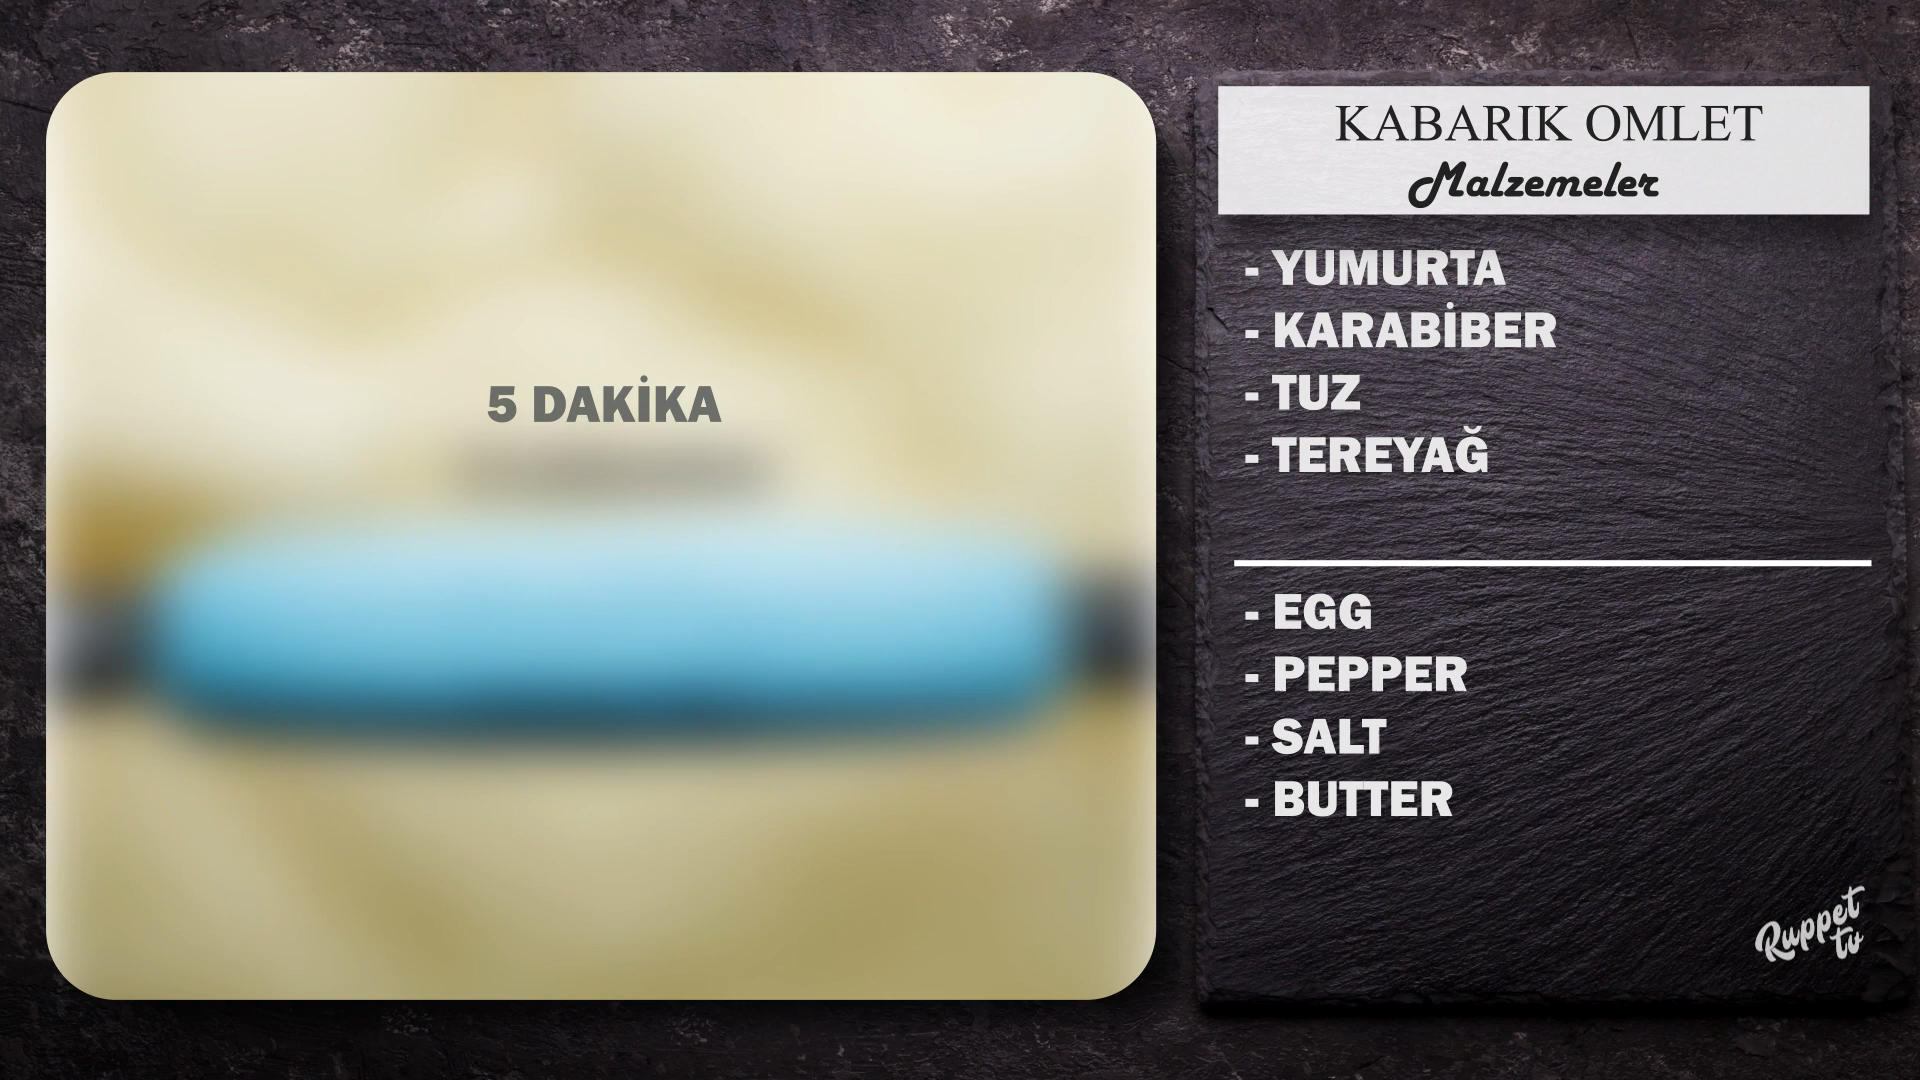 5 DAKİKA
KABARIK OMLET
Malzemeler
- YUMURTA
- KARABİBER
- TUZ
- TEREYAĞ
- EGG
- PEPPER
- SALT
- BUTTER
Ruppet
tv